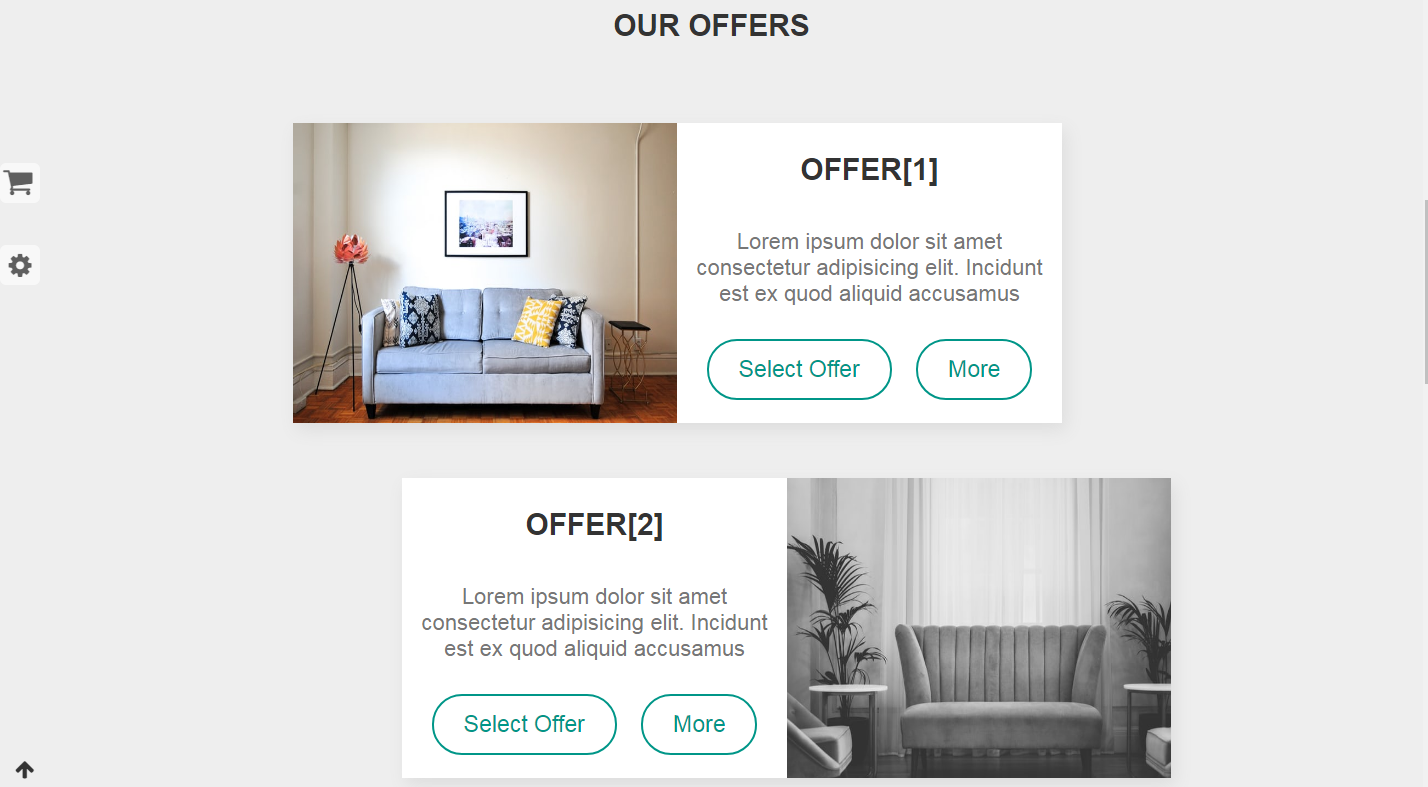 OUR OFFERS
OFFER[1]
Lorem ipsum dolor sit amet
consectetur adipisicing elit. Incidunt
est ex quod aliquid accusamus
Select Offer
More
OFFER[2]
Lorem ipsum dolor sit amet
consectetur adipisicing elit. Incidunt
est ex quod aliquid accusamus
Select Offer
More